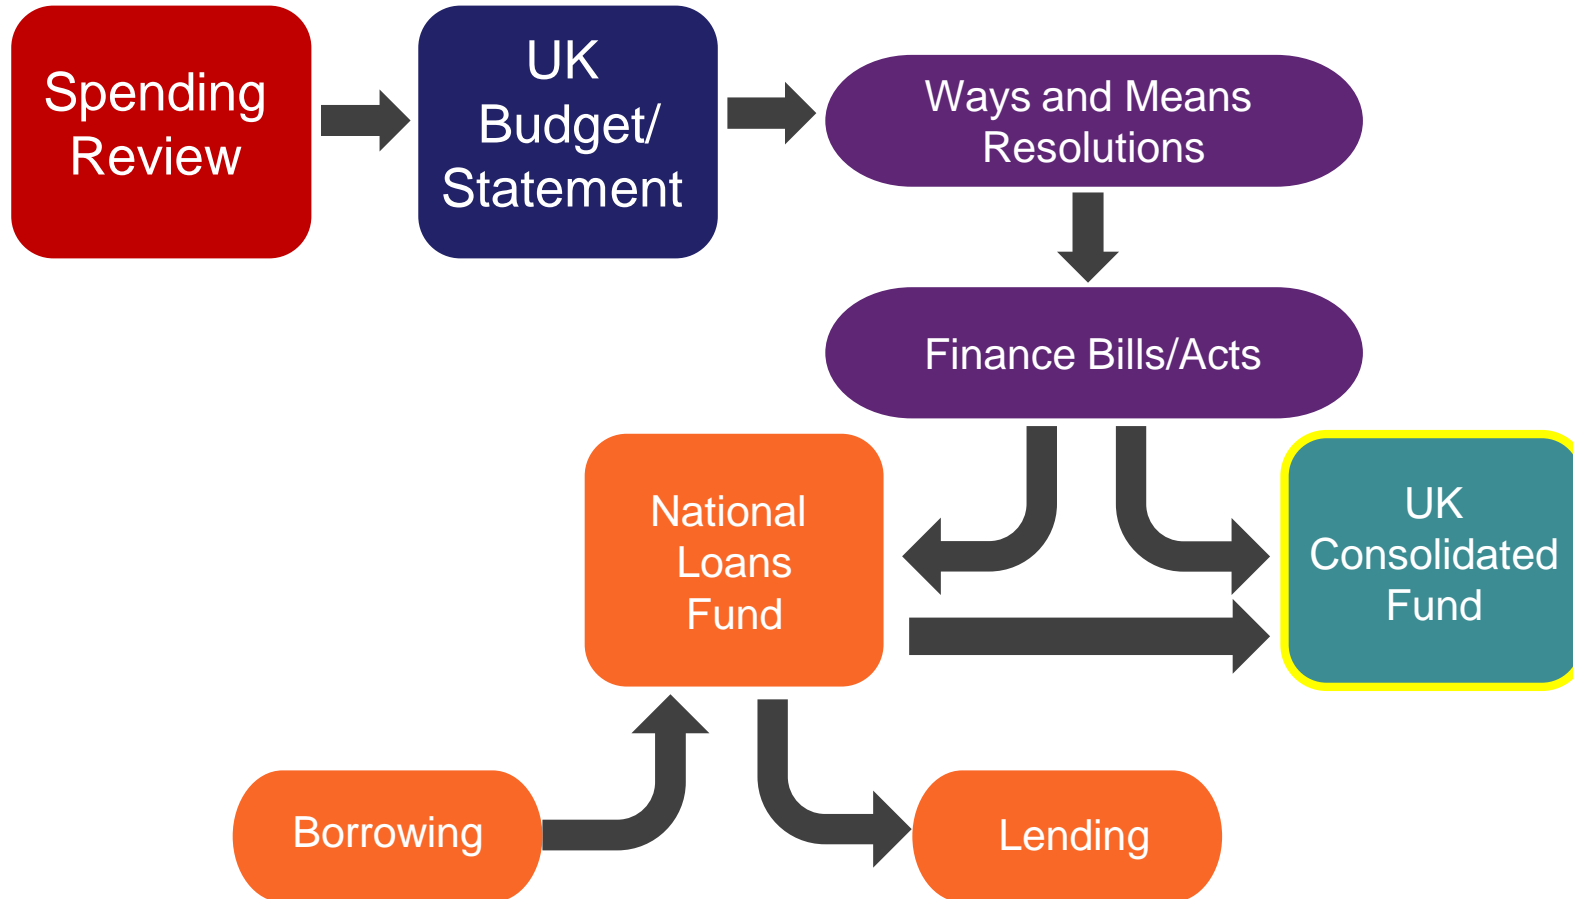 Spending
Review
UK
Budget/
Statement
Ways and Means
Resolutions
Finance Bills/Acts
National
Loans
Fund
UK
Consolidated
Fund
Borrowing
Lending